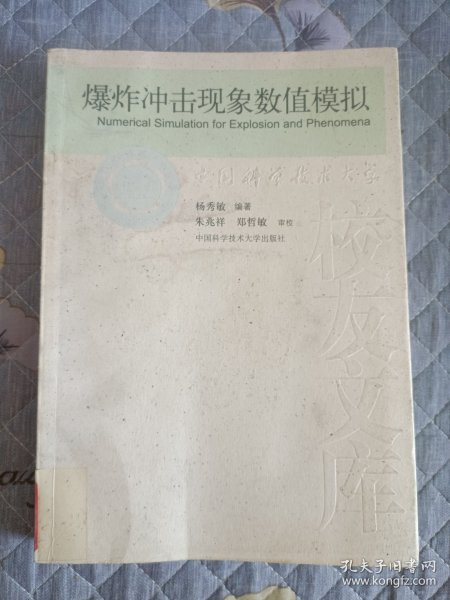 爆炸冲击现象数值模拟
Numerical Simulation for Explosion and Phenomena
中国科学技术大学
杨秀敏 编著
朱兆祥 郑哲敏 审校
中国科学技术大学出版社
校友文库
孔夫子旧书网
www.kongfz.com